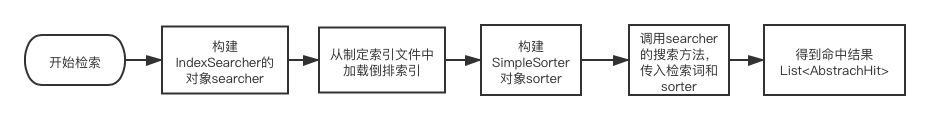 开始检索
构建
IndexSearcher的
对象searcher
从制定索引文件中
加载倒排索引
构建
SimpleSorter
对象sorter
调用searcher
的搜索方法,
传入检索词和
sorter
得到命中结果
List<AbstrachHit>